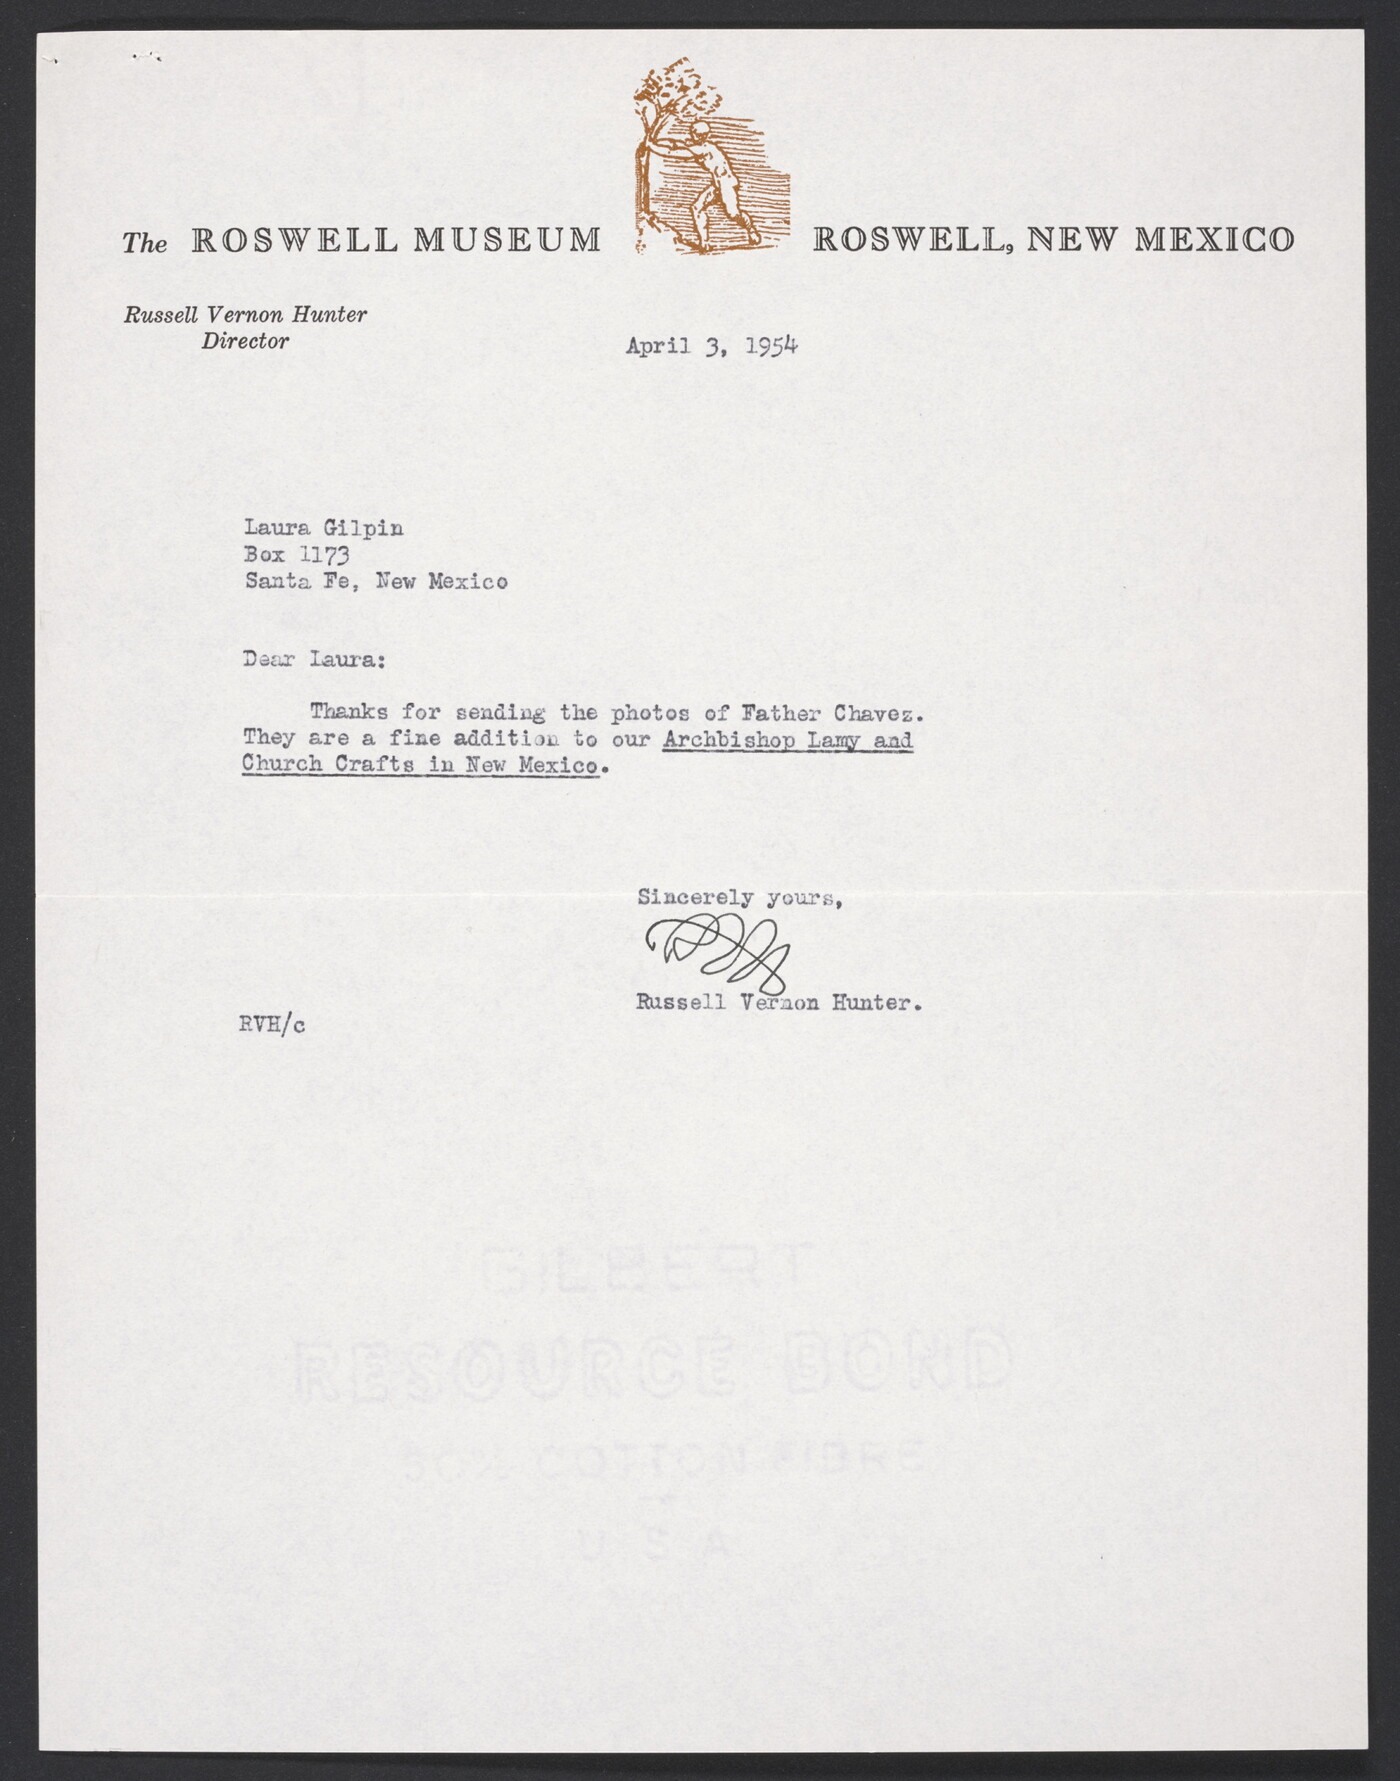 The ROSWELL MUSEUM ROSWELL, NEW MEXICO
Russell Vernon Hunter
Director
April 3, 1954
Laura Gilpin
Box 1173
Santa Fe, New Mexico
Dear Laura:
Thanks for sending the photos of Father Chavez.
They are a fine addition to our Archbishop Lamy and
Church Crafts in New Mexico.
Sincerely yours,
Russell Vernon Hunter.
RVH/c
GILBERT
RESOURCE BOND
50% COTTON FIBRE
USA